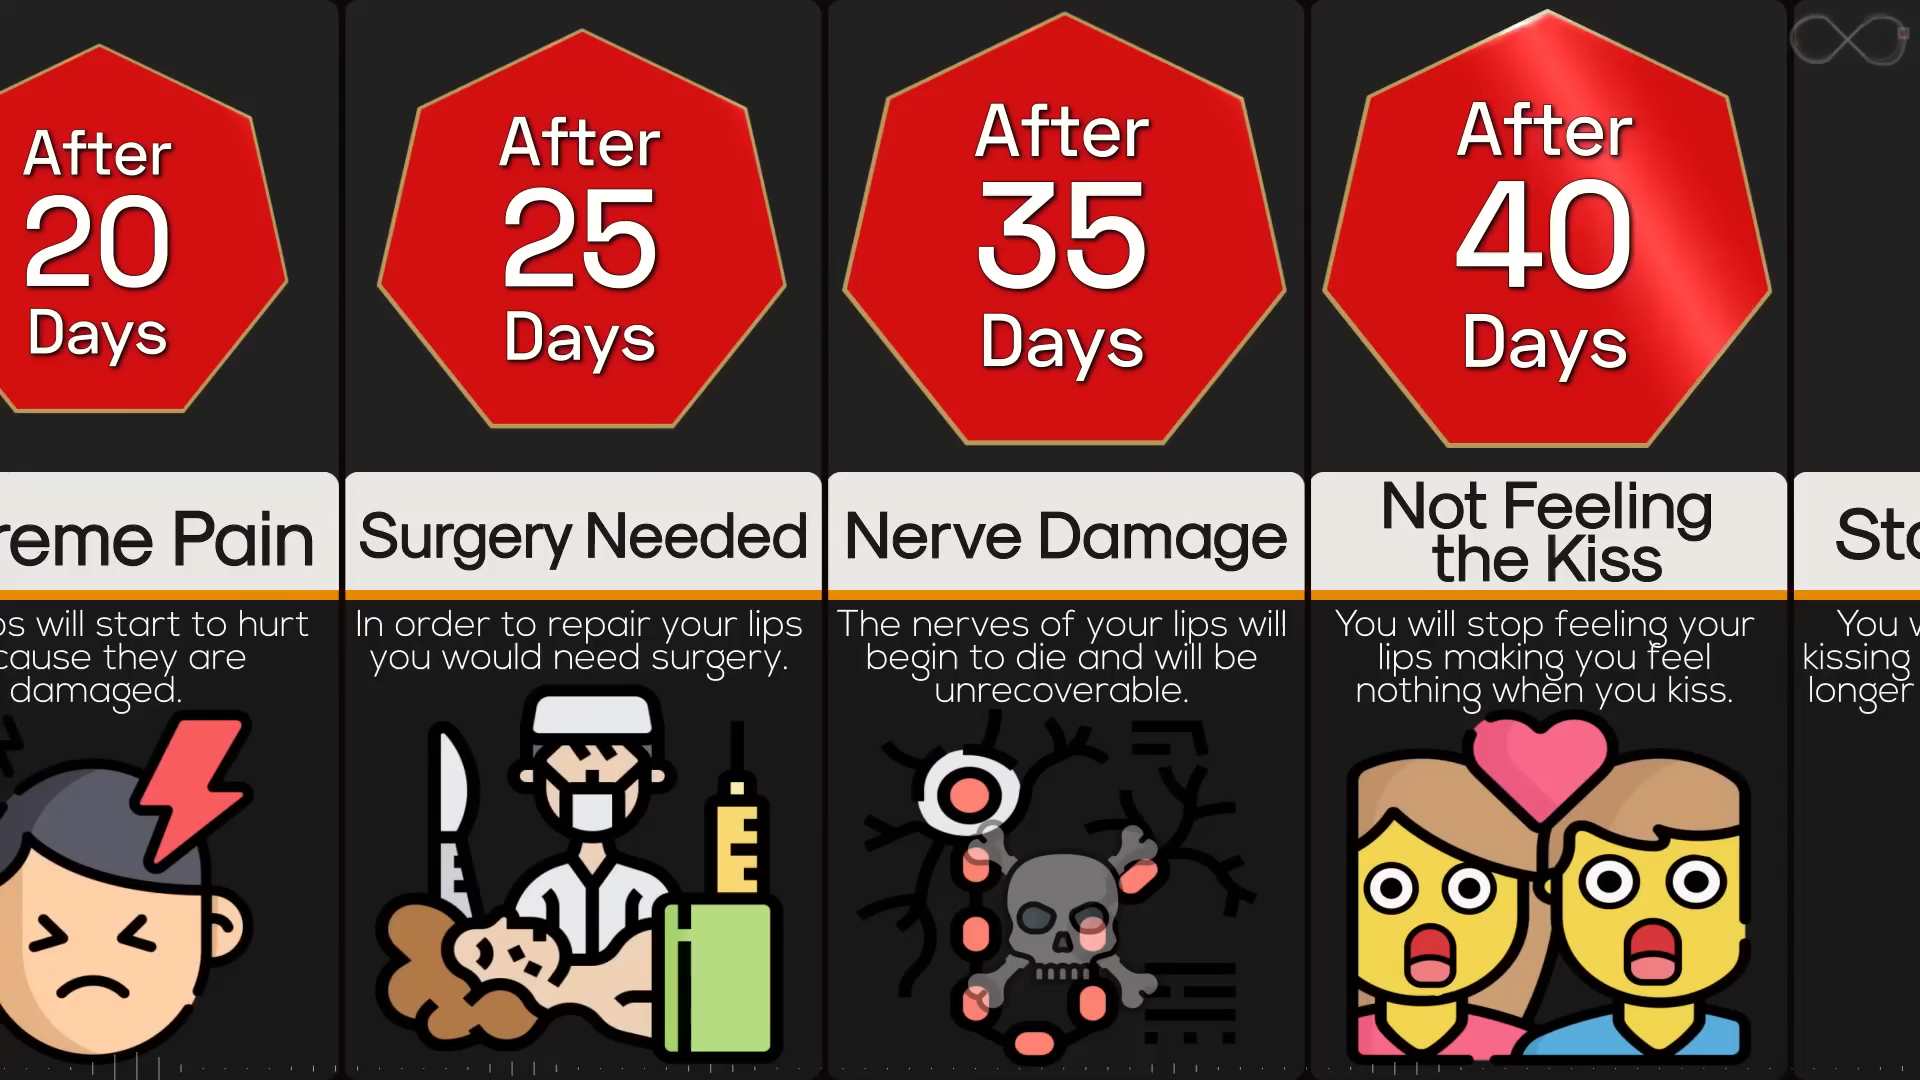 After
20
Days
reme Pain
ps will start to hurt
cause they are
damaged.
After
25
Days
Surgery Needed
In order to repair your lips
you would need surgery.
After
35
Days
Nerve Damage
The nerves of your lips will
begin to die and will be
unrecoverable.
After
40
Days
Not Feeling
the Kiss
You will stop feeling your
lips making you feel
nothing when you kiss.
You
kissing
longer